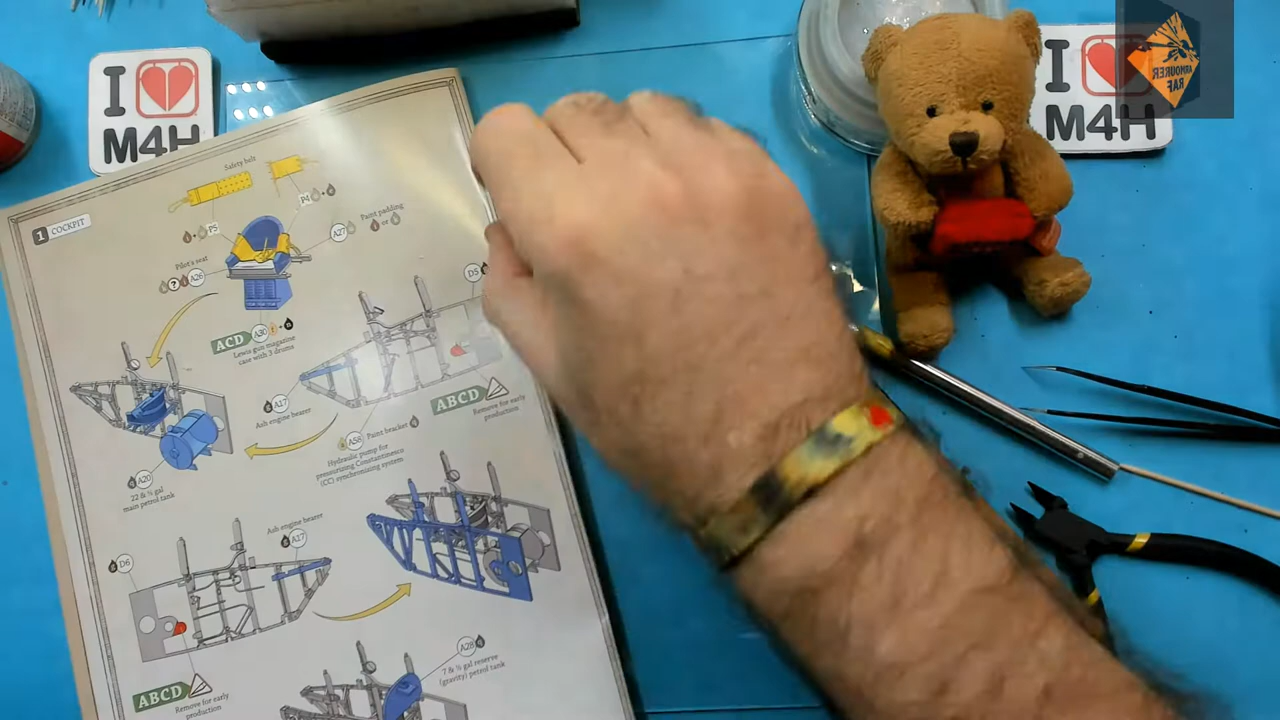 I
M4H
I
M4H
ARMOURER
RAF
1 COCKPIT
Safety belt
P4
P5
A27
Paint padding
or
Pilot's seat
? A26
D5
ACD A30
Lewis gun magazine
case with 3 drums
A17
Ash engine bearer
ABCD
Remove for early
production
A58 Paint bracket
Hydraulic pump for
pressurizing Constantinesco
(CC) synchronising system
A20
22 & ½ gal
main petrol tank
Ash engine bearer
A17
D6
A28
7 & ½ gal reserve
(gravity) petrol tank
ABCD
Remove for early
production